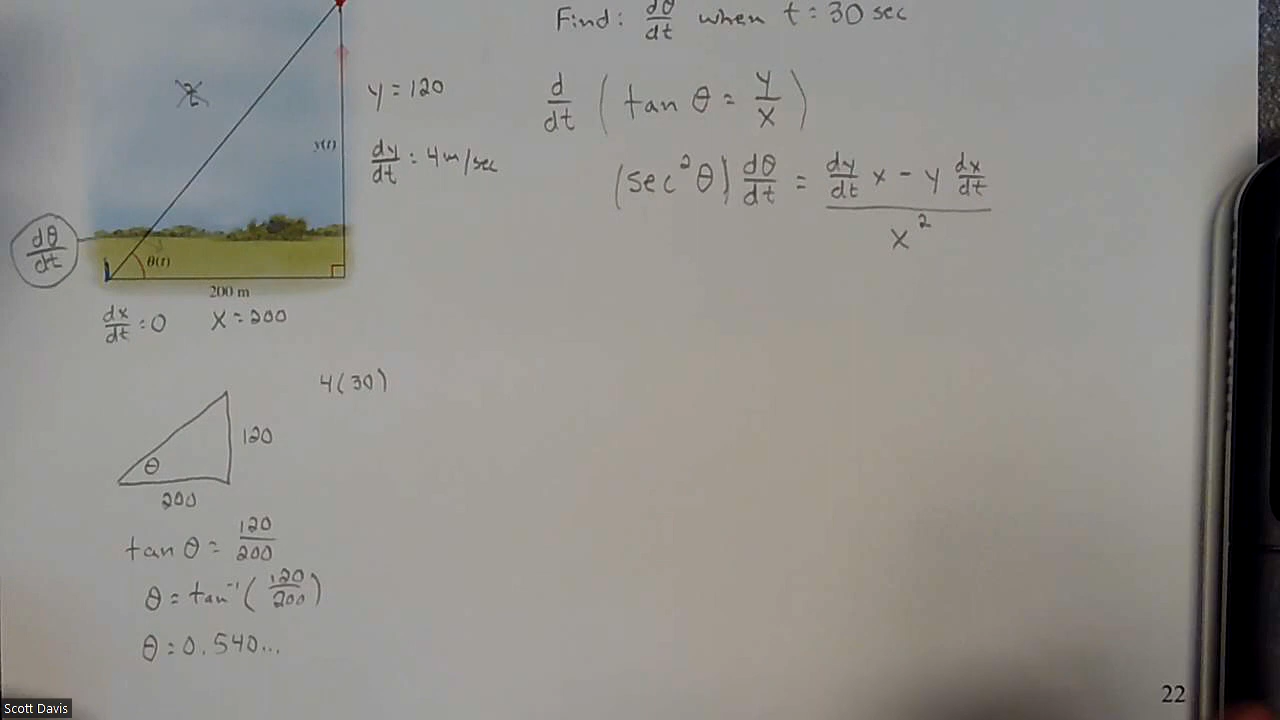 Find: dθ/dt when t = 30 sec
z
y = 120
d/dt ( tan θ = y/x )
y(t)
dy/dt = 4m/sec
(sec²θ) dθ/dt = (dy/dt x - y dx/dt) / x²
dθ/dt
θ(t)
200 m
dx/dt = 0 x = 200
4(30)
120
θ
200
tan θ = 120/200
θ = tan⁻¹(120/200)
θ = 0.540...
22
Scott Davis